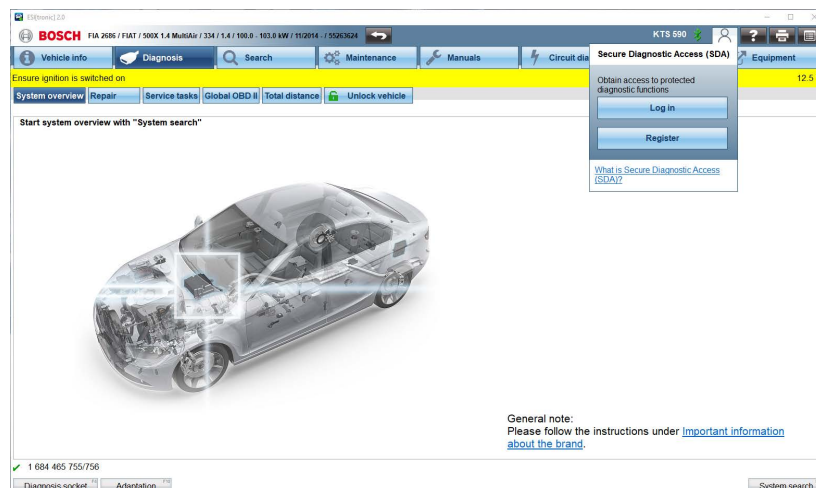 ESI[tronic] 2.0
BOSCH FIA 2686 / FIAT / 500X 1.4 MultiAir / 334 / 1.4 / 100.0 - 103.0 kW / 11/2014 - / 55263624
KTS 590
?
Vehicle info
Diagnosis
Search
Maintenance
Manuals
Circuit dia
Equipment
Secure Diagnostic Access (SDA)
Obtain access to protected
diagnostic functions
Log in
Register
What is Secure Diagnostic Access
(SDA)?
Ensure ignition is switched on
12.5
System overview Repair Service tasks Global OBD II Total distance Unlock vehicle
Start system overview with "System search"
General note:
Please follow the instructions under Important information
about the brand.
1 684 465 755/756
Diagnosis socket
Adaptation
System search